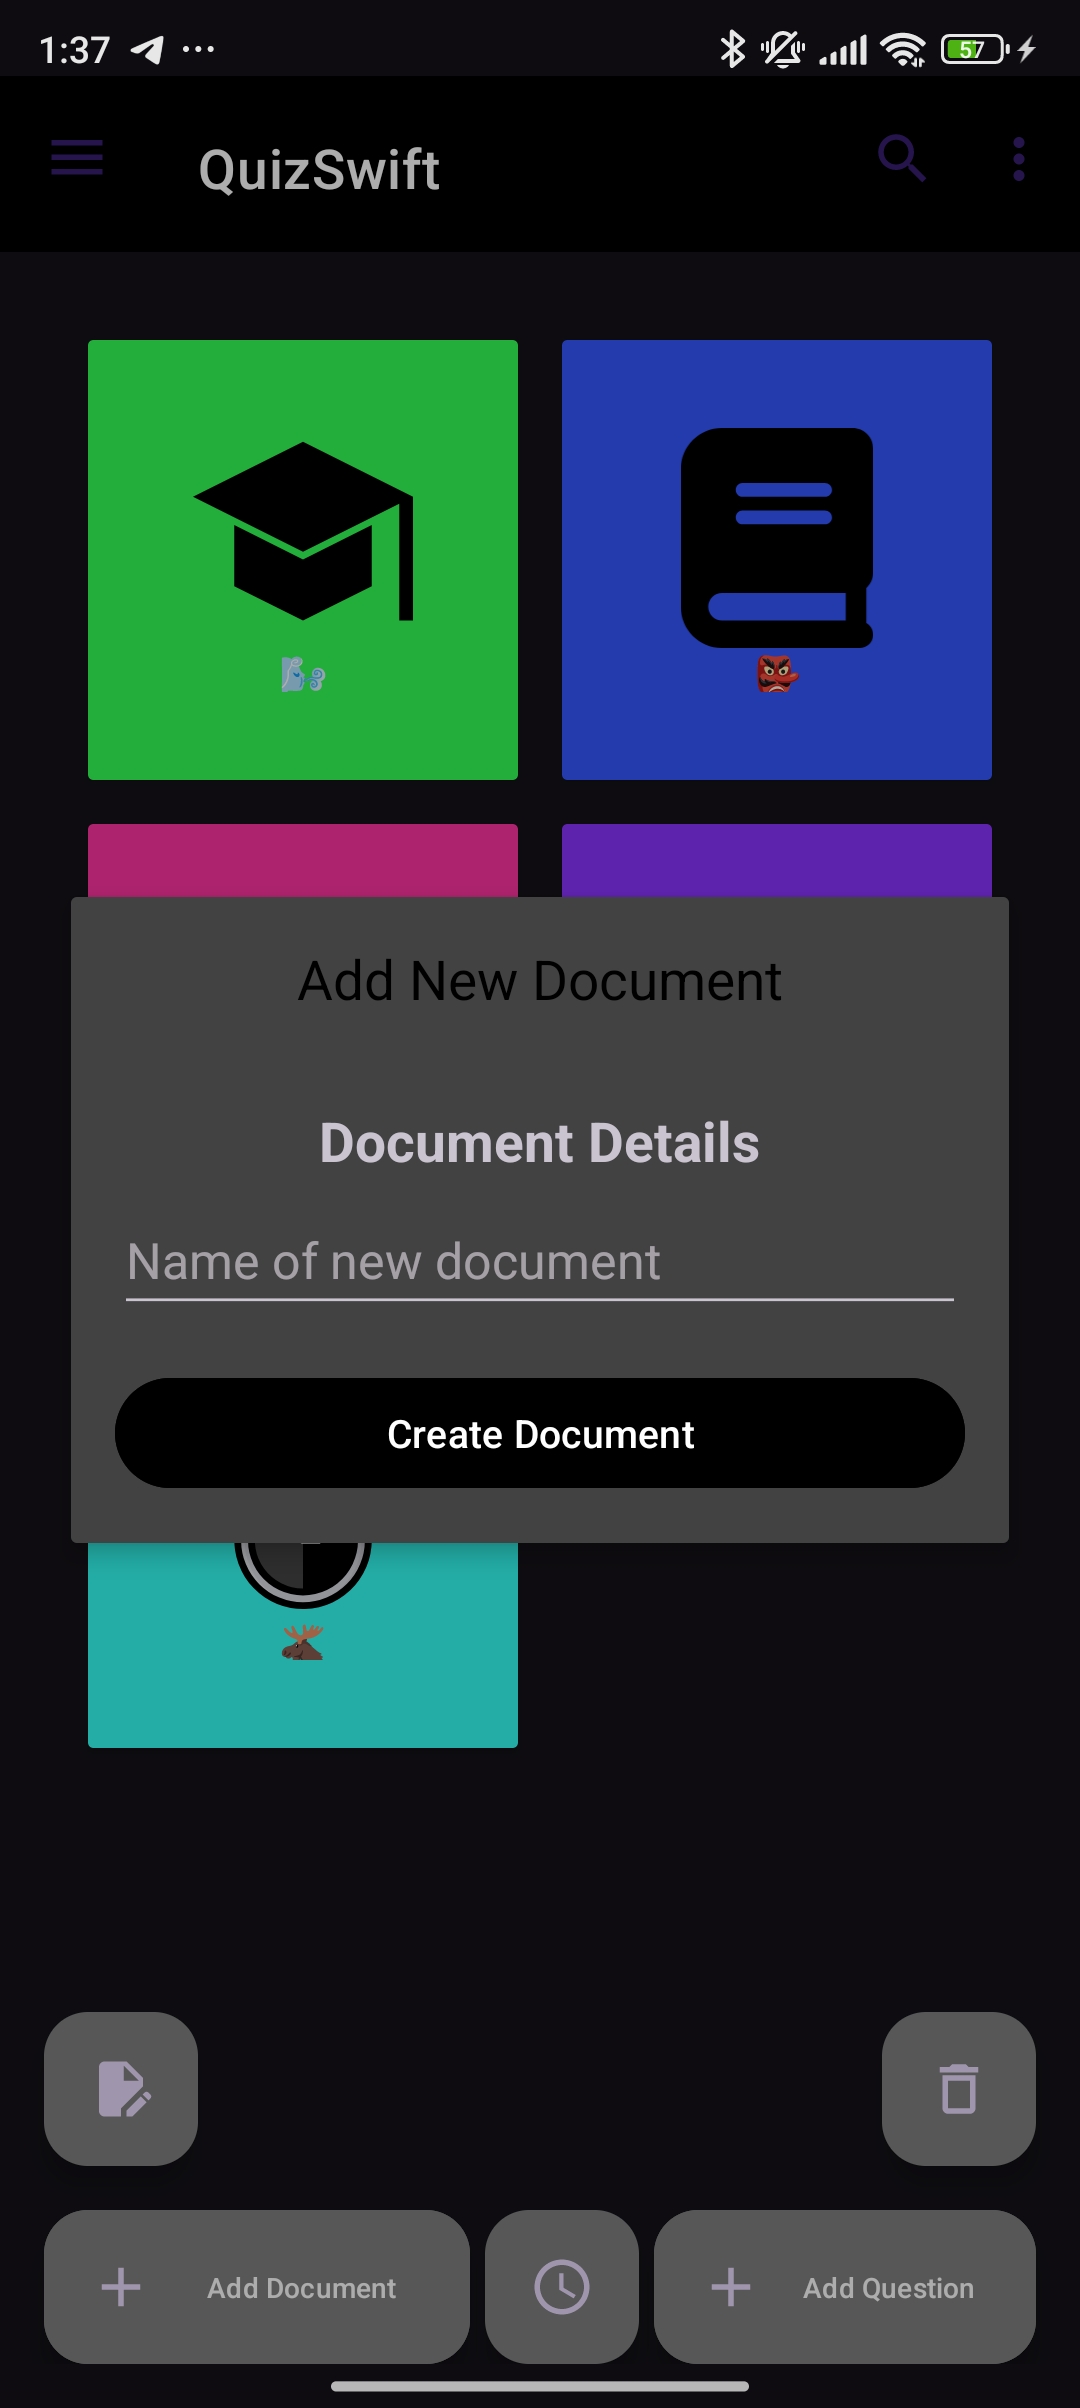 1:37
57
QuizSwift
Add New Document
Document Details
Name of new document
Create Document
Add Document
Add Question